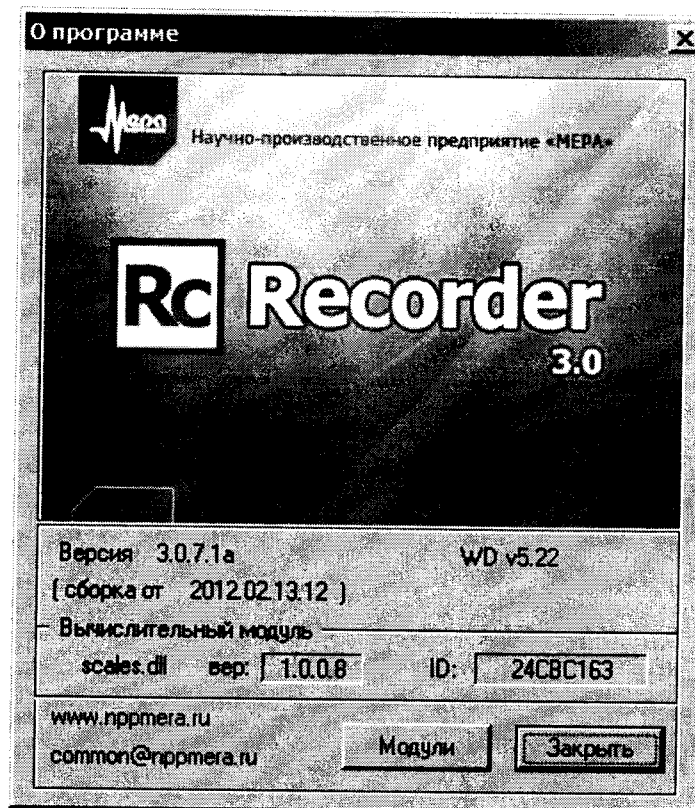 О программе
Мера
Научно-производственное предприятие «МЕРА»
Rc Recorder
3.0
Версия 3.0.7.1a WD v5.22
( сборка от 2012.02.13.12 )
Вычислительный модуль
scales.dll вер: 1.0.0.8 ID: 24CBC163
www.nppmera.ru
common@nppmera.ru
Модули Закрыть